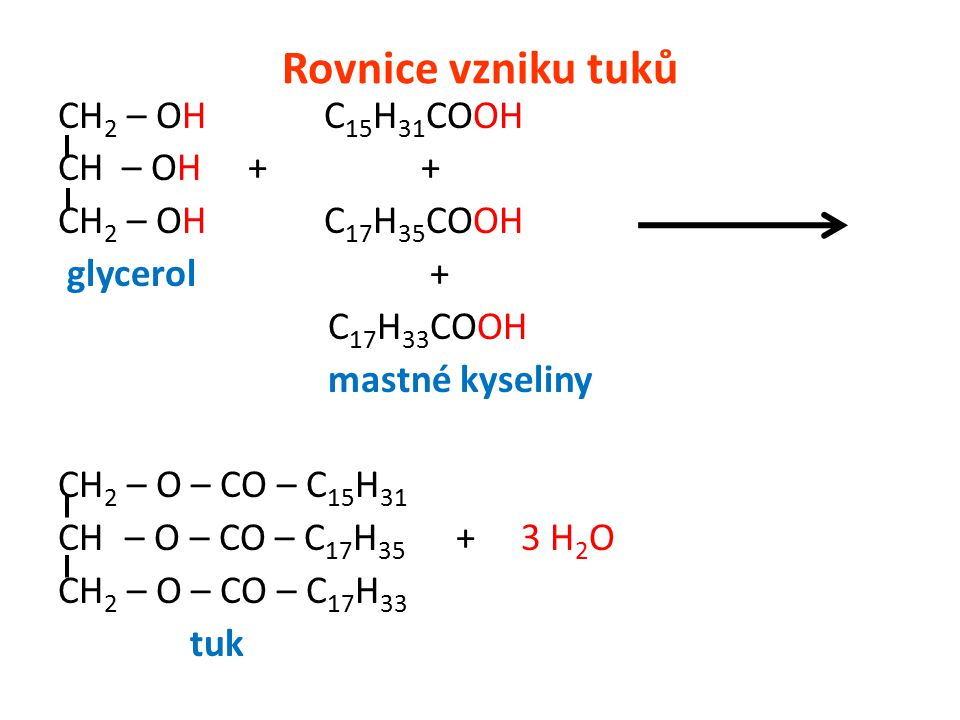 Rovnice vzniku tuků
CH₂ – OH C₁₅H₃₁COOH
CH – OH + +
CH₂ – OH C₁₇H₃₅COOH
glycerol +
C₁₇H₃₃COOH
mastné kyseliny
CH₂ – O – CO – C₁₅H₃₁
CH – O – CO – C₁₇H₃₅ + 3 H₂O
CH₂ – O – CO – C₁₇H₃₃
tuk